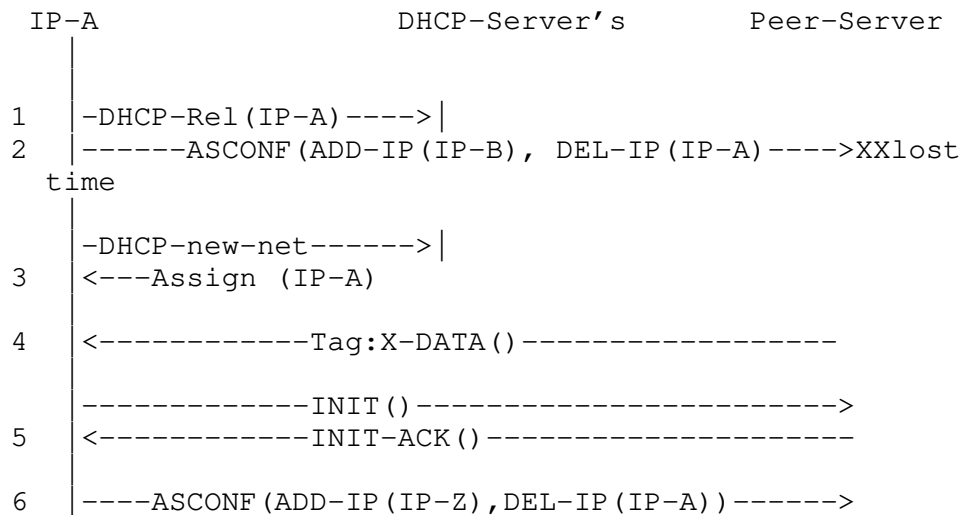 IP-A                 DHCP-Server's       Peer-Server
     |
     |
1    |-DHCP-Rel(IP-A)---->|
2    |------ASCONF(ADD-IP(IP-B), DEL-IP(IP-A)---->XXlost
   time
     |
     |-DHCP-new-net------>|
3    |<---Assign (IP-A)
     |
4    |<------------Tag:X-DATA()------------------
     |
     |-------------INIT()------------------------>
5    |<------------INIT-ACK()---------------------
     |
6    |----ASCONF(ADD-IP(IP-Z),DEL-IP(IP-A))------>